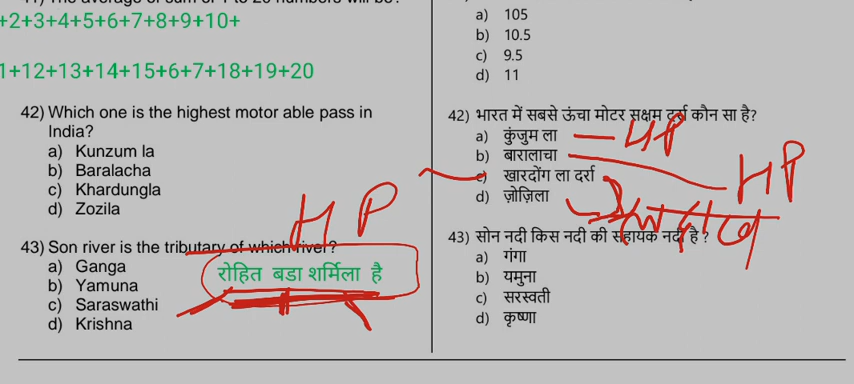 +2+3+4+5+6+7+8+9+10+
1+12+13+14+15+6+7+18+19+20
42) Which one is the highest motor able pass in
India?
a) Kunzum la
b) Baralacha
c) Khardungla
d) Zozila
HP
43) Son river is the tributary of which river?
a) Ganga
b) Yamuna
c) Saraswathi
d) Krishna
रोहित बडा शर्मिला है
a) 105
b) 10.5
c) 9.5
d) 11
42) भारत में सबसे ऊंचा मोटर सक्षम दर्रा कौन सा है?
a) कुंजुम ला
HP
b) बारालाचा
HP
c) खारदोंग ला दर्रा
d) ज़ोज़िला
43) सोन नदी किस नदी की सहायक नदी है ?
a) गंगा
b) यमुना
c) सरस्वती
d) कृष्णा